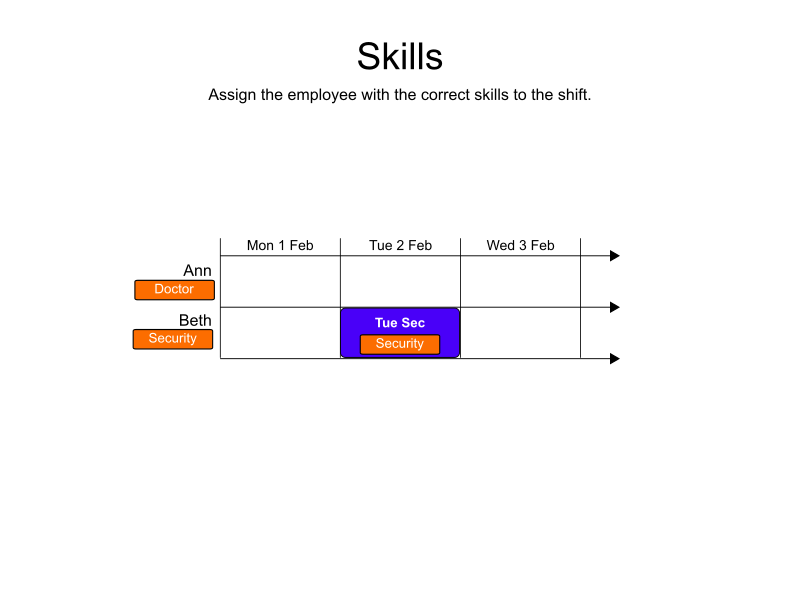 Skills
Assign the employee with the correct skills to the shift.
Mon 1 Feb
Tue 2 Feb
Wed 3 Feb
Ann
Doctor
Beth
Security
Tue Sec
Security